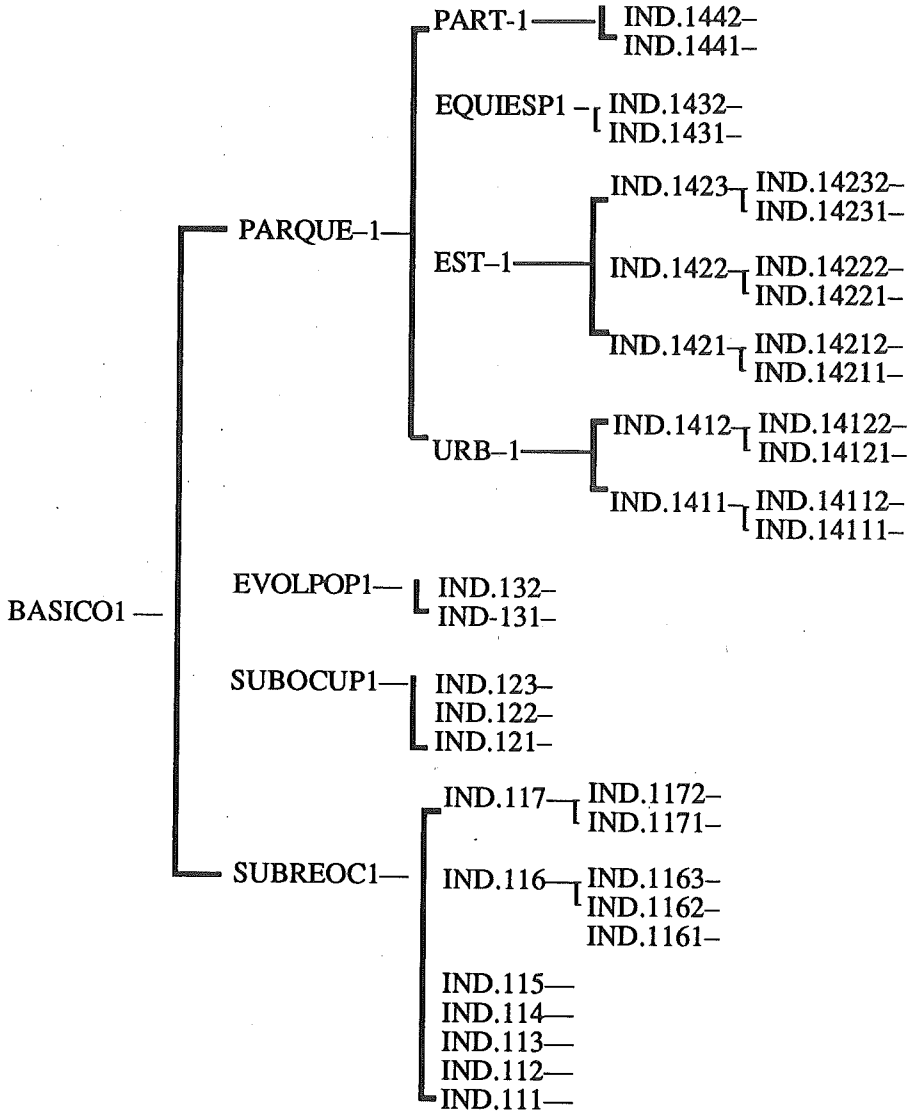 PART-1— IND.1442–
IND.1441–
EQUIESP1 – IND.1432–
IND.1431–
IND.1423– IND.14232–
IND.14231–
PARQUE–1—
EST–1— IND.1422– IND.14222–
IND.14221–
IND.1421– IND.14212–
IND.14211–
URB–1— IND.1412– IND.14122–
IND.14121–
IND.1411– IND.14112–
IND.14111–
EVOLPOP1— IND.132–
IND-131–
BASICO1 —
SUBOCUP1— IND.123–
IND.122–
IND.121–
IND.117— IND.1172–
IND.1171–
SUBREOC1— IND.116— IND.1163–
IND.1162–
IND.1161–
IND.115—
IND.114—
IND.113—
IND.112—
IND.111—